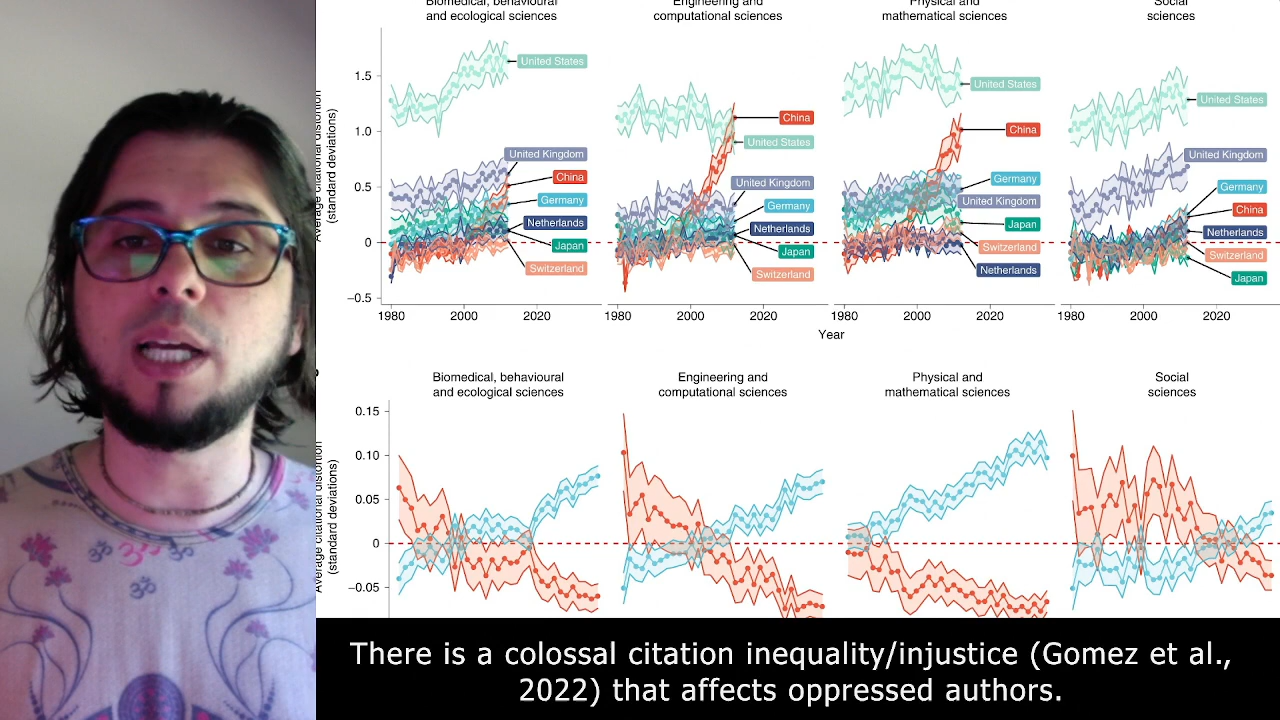 Biomedical, behavioural
and ecological sciences
Engineering and
computational sciences
Physical and
mathematical sciences
Social
sciences
Average citational distortion
(standard deviations)
1.5
1.0
0.5
0
−0.5
United States
United Kingdom
China
Germany
Netherlands
Japan
Switzerland
China
United States
United Kingdom
Germany
Netherlands
Japan
Switzerland
United States
China
Germany
United Kingdom
Japan
Switzerland
Netherlands
United States
United Kingdom
Germany
China
Netherlands
Switzerland
Japan
1980 2000 2020
1980 2000 2020
1980 2000 2020
1980 2000 2020
Year
Biomedical, behavioural
and ecological sciences
Engineering and
computational sciences
Physical and
mathematical sciences
Social
sciences
Average citational distortion
(standard deviations)
0.15
0.10
0.05
0
−0.05
There is a colossal citation inequality/injustice (Gomez et al.,
2022) that affects oppressed authors.